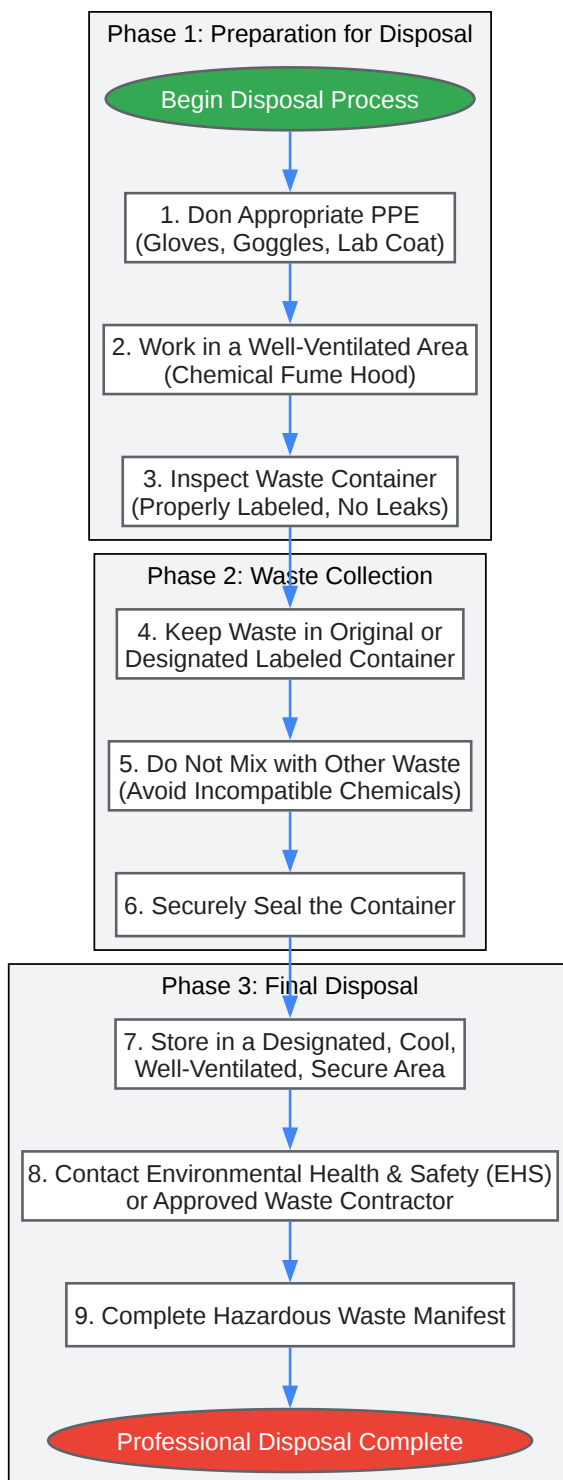 Phase 1: Preparation for Disposal
Begin Disposal Process
1. Don Appropriate PPE
(Gloves, Goggles, Lab Coat)
2. Work in a Well-Ventilated Area
(Chemical Fume Hood)
3. Inspect Waste Container
(Properly Labeled, No Leaks)
Phase 2: Waste Collection
4. Keep Waste in Original or
Designated Labeled Container
5. Do Not Mix with Other Waste
(Avoid Incompatible Chemicals)
6. Securely Seal the Container
Phase 3: Final Disposal
7. Store in a Designated, Cool,
Well-Ventilated, Secure Area
8. Contact Environmental Health & Safety (EHS)
or Approved Waste Contractor
9. Complete Hazardous Waste Manifest
Professional Disposal Complete